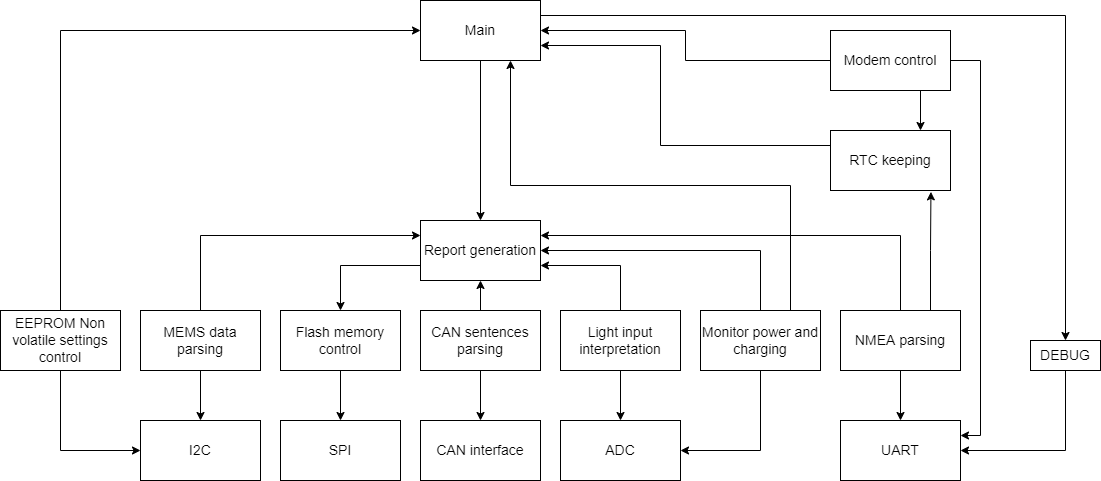 Main
Modem control
RTC keeping
Report generation
EEPROM Non
volatile settings
control
MEMS data
parsing
Flash memory
control
CAN sentences
parsing
Light input
interpretation
Monitor power and
charging
NMEA parsing
DEBUG
I2C
SPI
CAN interface
ADC
UART